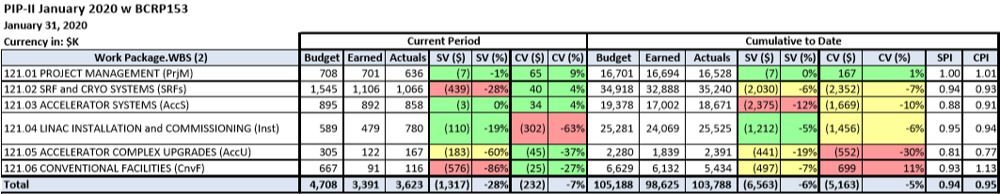 PIP-II January 2020 w BCRP153
January 31, 2020
Currency in: $K Current Period Cumulative to Date
Work Package.WBS (2) Budget Earned Actuals SV ($) SV (%) CV ($) CV (%) Budget Earned Actuals SV ($) SV (%) CV ($) CV (%) SPI CPI
121.01 PROJECT MANAGEMENT (PrjM) 708 701 636 (7) -1% 65 9% 16,701 16,694 16,528 (7) 0% 167 1% 1.00 1.01
121.02 SRF and CRYO SYSTEMS (SRFs) 1,545 1,106 1,066 (439) -28% 40 4% 34,918 32,888 35,240 (2,030) -6% (2,352) -7% 0.94 0.93
121.03 ACCELERATOR SYSTEMS (AccS) 895 892 858 (3) 0% 34 4% 19,378 17,002 18,671 (2,375) -12% (1,669) -10% 0.88 0.91
121.04 LINAC INSTALLATION and COMMISSIONING (Inst) 589 479 780 (110) -19% (302) -63% 25,281 24,069 25,525 (1,212) -5% (1,456) -6% 0.95 0.94
121.05 ACCELERATOR COMPLEX UPGRADES (AccU) 305 122 167 (183) -60% (45) -37% 2,280 1,839 2,391 (441) -19% (552) -30% 0.81 0.77
121.06 CONVENTIONAL FACILITIES (CnvF) 667 91 116 (576) -86% (25) -27% 6,629 6,132 5,434 (497) -7% 699 11% 0.93 1.13
Total 4,708 3,391 3,623 (1,317) -28% (232) -7% 105,188 98,625 103,788 (6,563) -6% (5,163) -5% 0.94 0.95